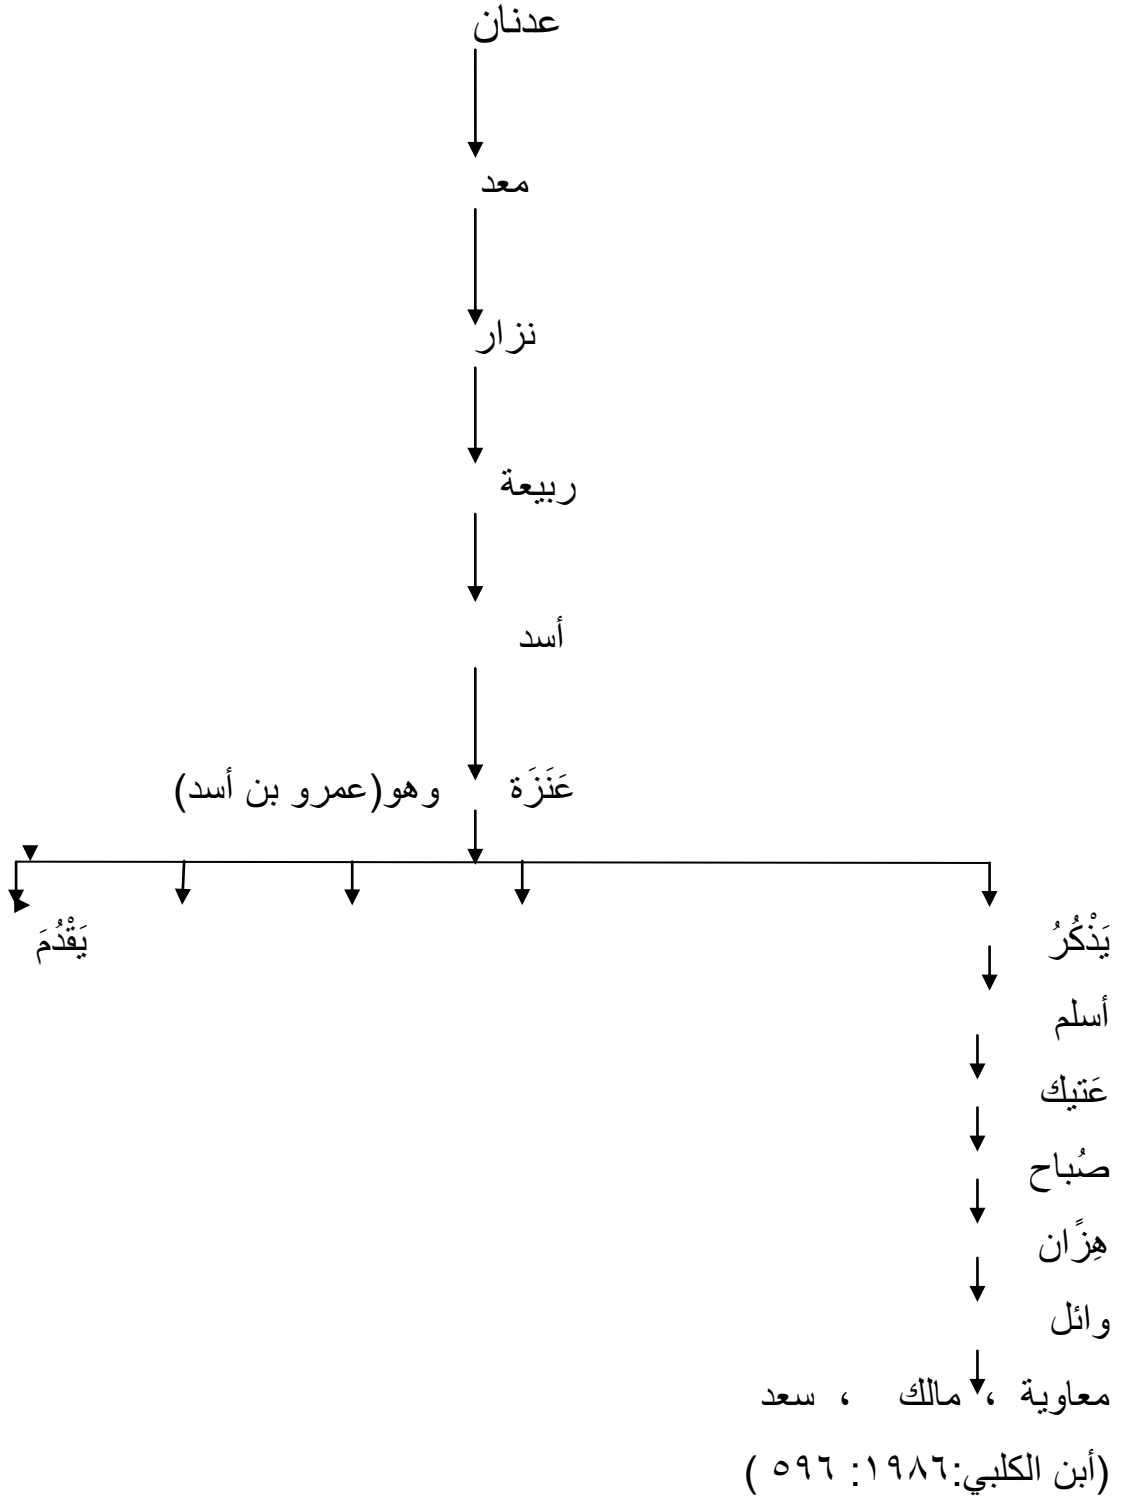 عدنان
معد
نزار
ربيعة
أسد
عَنَزَة وهو(عمرو بن أسد)
يَذْكُرُ يَقْدُمَ
أسلم
عَتيك
صُباح
هِزًان
وائل
معاوية ، مالك ، سعد
(أبن الكلبي:١٩٨٦: ٥٩٦ )